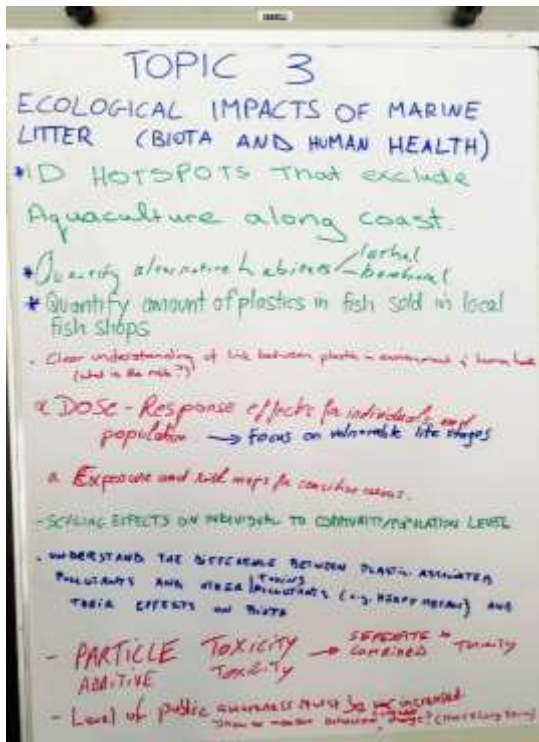 TOPIC 3
ECOLOGICAL IMPACTS OF MARINE
LITTER (BIOTA AND HUMAN HEALTH)
*ID HOTSPOTS That exclude
Aquaculture along coast.
* Quantify alternative habitats
* Quantify amount of plastics in fish sold in local
fish shops
- Clear understanding of link between plastic in environment & human
(what is the risk?)
DOSE - Response effects for individuals and
population → Focus on vulnerable life stages
Exposure and risk maps for sensitive areas.
- SCALING EFFECTS ON INDIVIDUAL TO COMMUNITY/POPULATION LEVEL
- UNDERSTAND THE DIFFERENCE BETWEEN PLASTIC ASSOCIATED
POLLUTANTS AND OTHER POLLUTANTS (e.g. HEAVY METALS) AND
THEIR EFFECTS ON BIOTA
- PARTICLE TOXICITY → SEPERATE TOXICITY
ADDITIVE TOXICITY COMBINED
- Level of public awareness must be increased